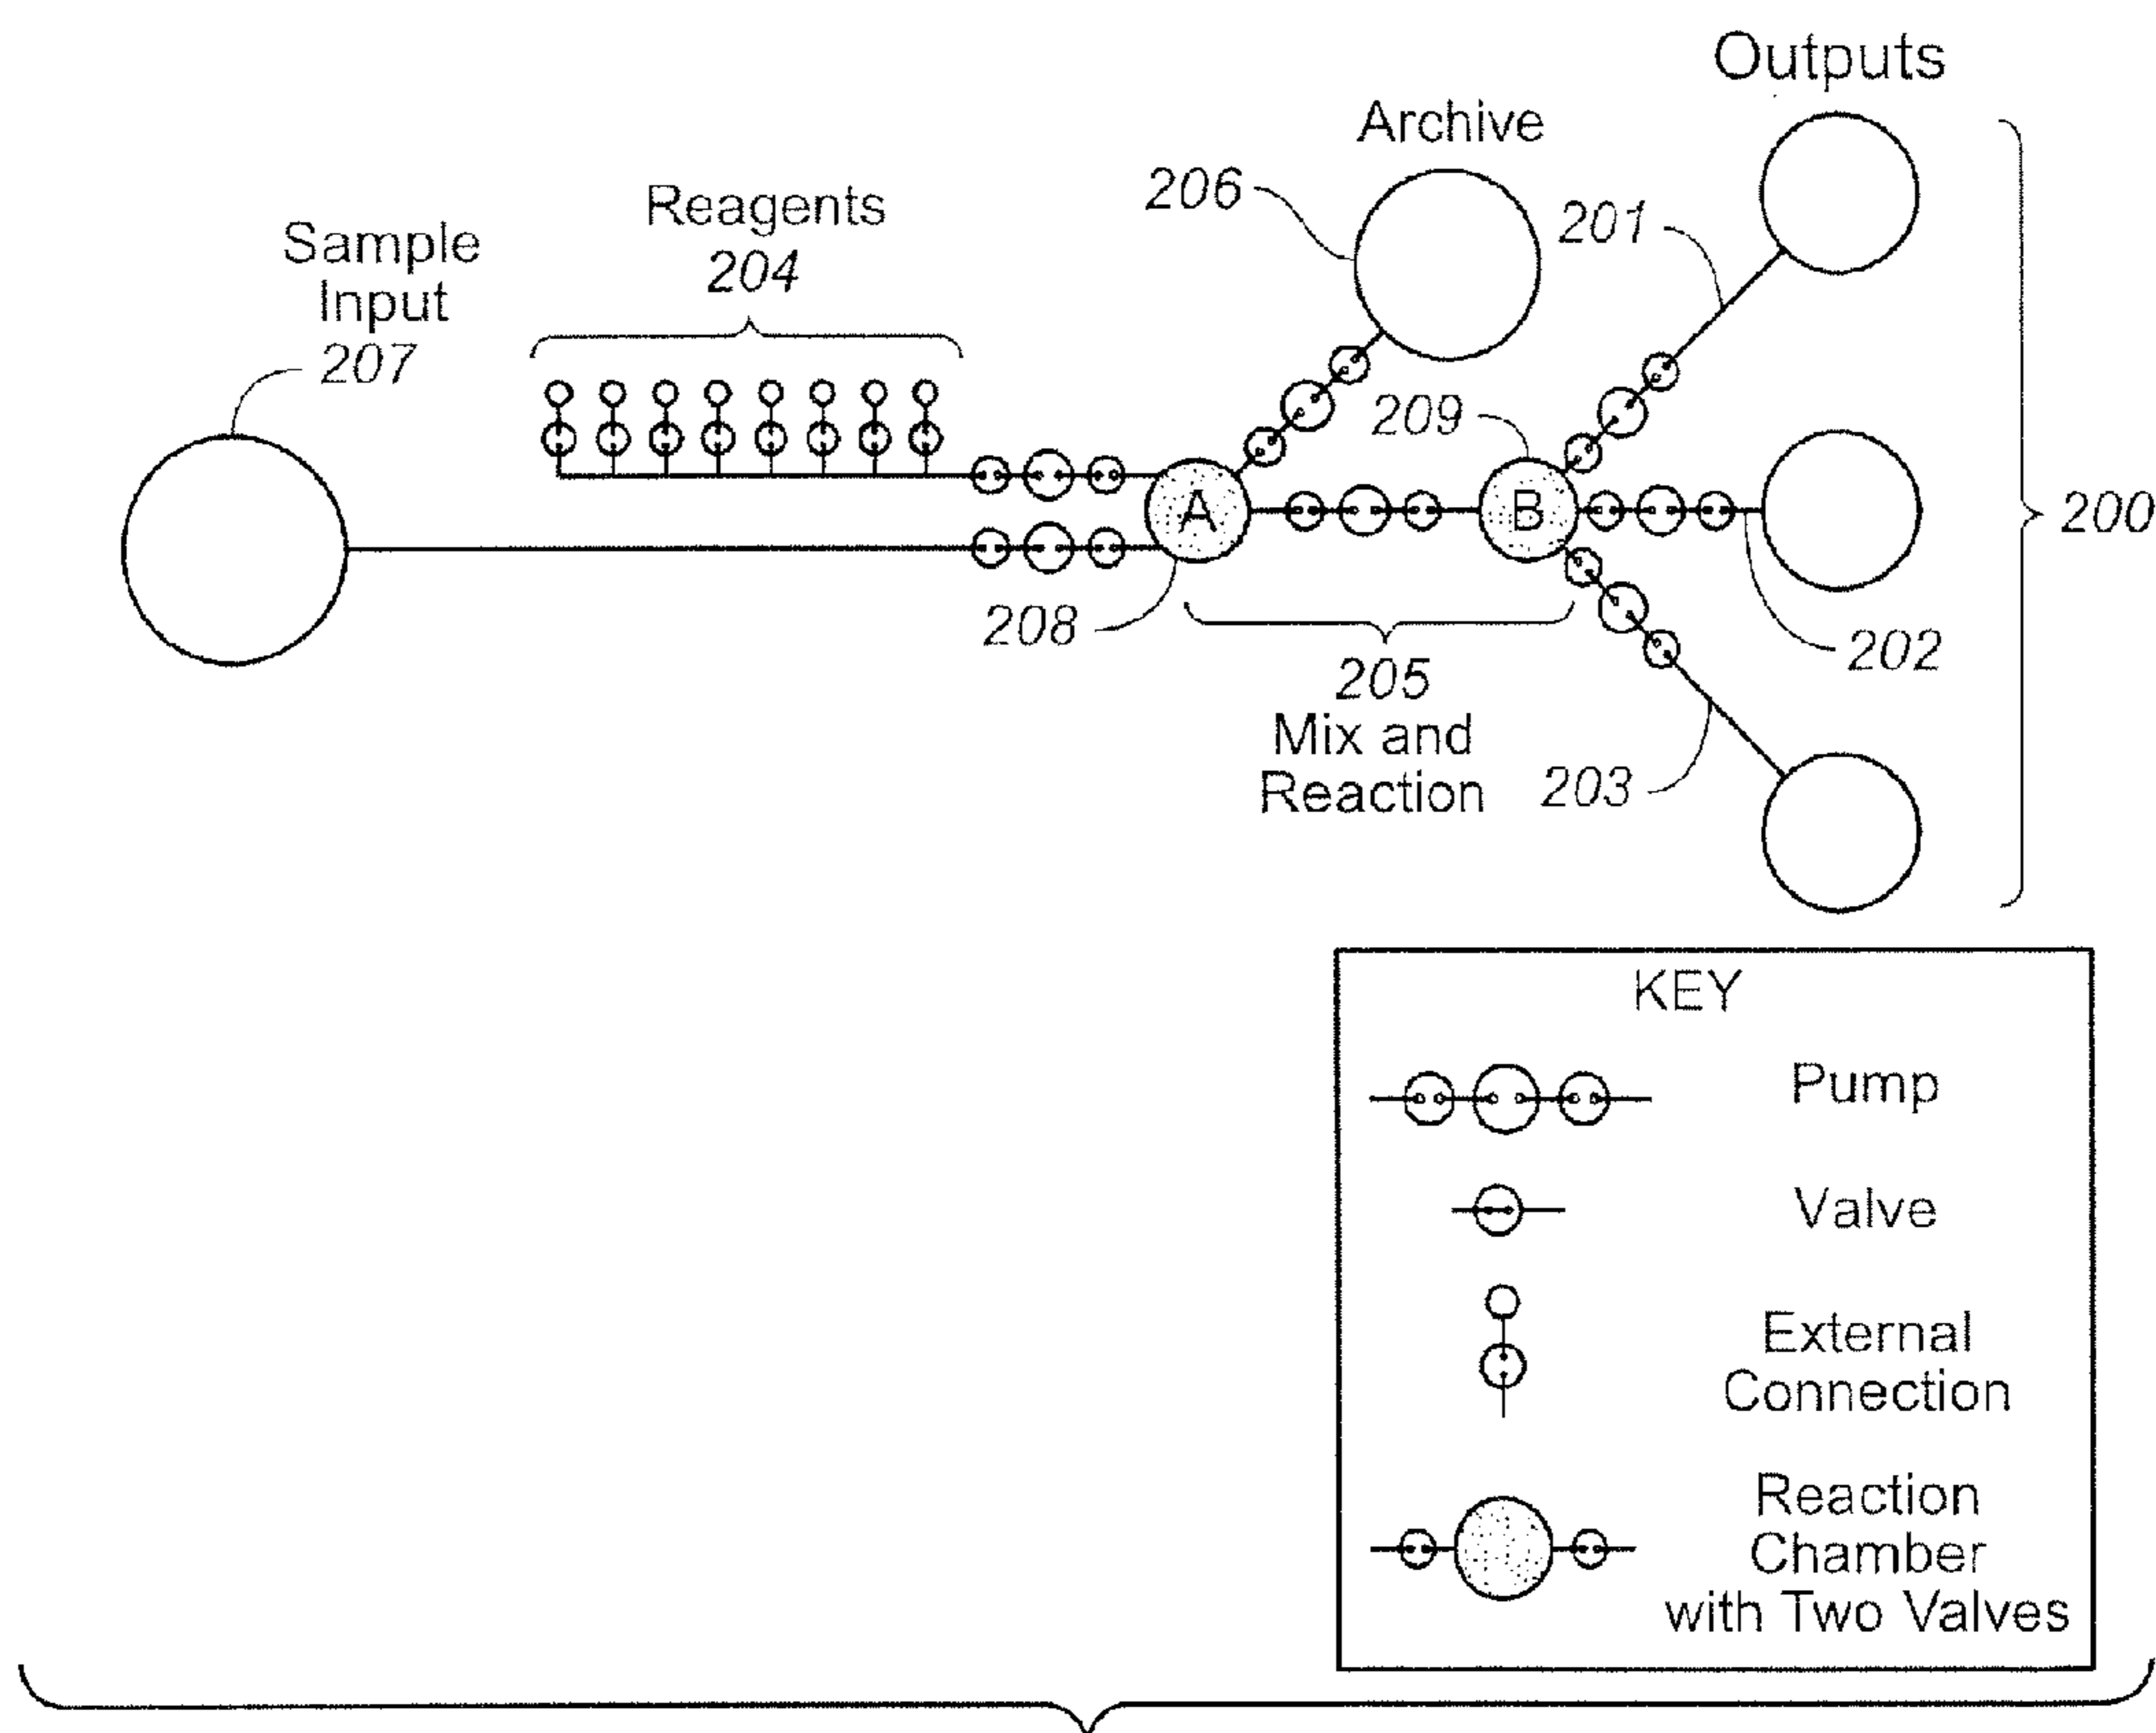 Outputs
Archive
206
201
Reagents
204
Sample
Input
207
209
A
B
200
208
205
Mix and
Reaction
202
203
KEY
Pump
Valve
External
Connection
Reaction
Chamber
with Two Valves